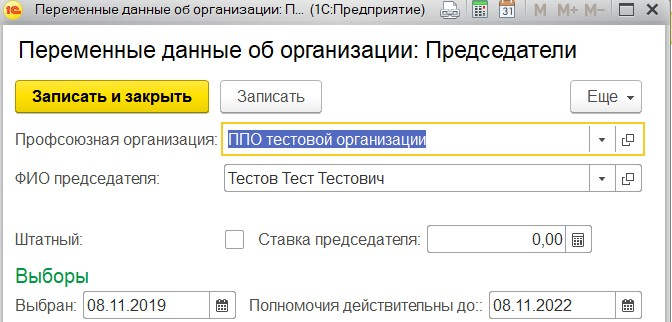 1С Переменные данные об организации: П... (1С:Предприятие) 31 M M+ M-
Переменные данные об организации: Председатели
Записать и закрыть Записать Еще
Профсоюзная организация: ППО тестовой организации
ФИО председателя: Тестов Тест Тестович
Штатный: Ставка председателя: 0,00
Выборы
Выбран: 08.11.2019 Полномочия действительны до:: 08.11.2022